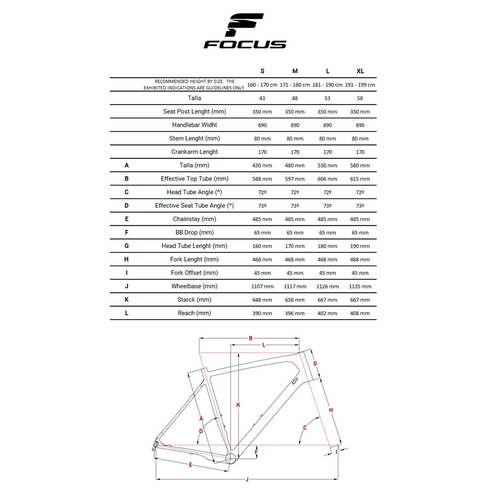 FOCUS
S M L XL
RECOMMENDED HEIGHT BY SIZE. THE
EXHIBITED INDICATIONS ARE GUIDELINES ONLY 160 - 170 cm 171 - 180 cm 181 - 190 cm 191 - 199 cm
Talla 43 48 53 58
Seat Post Lenght (mm) 350 mm 350 mm 350 mm 350 mm
Handlebar Widht 690 690 690 690
Stem Lenght (mm) 80 mm 80 mm 80 mm 80 mm
Crankarm Lenght 170 170 170 170
A Talla (mm) 430 mm 480 mm 530 mm 580 mm
B Effective Top Tube (mm) 588 mm 597 mm 606 mm 615 mm
C Head Tube Angle (º) 72º 72º 72º 72º
D Effective Seat Tube Angle (º) 73º 73º 73º 73º
E Chainstay (mm) 485 mm 485 mm 485 mm 485 mm
F BB Drop (mm) 65 mm 65 mm 65 mm 65 mm
G Head Tube Lenght (mm) 160 mm 170 mm 180 mm 190 mm
H Fork Lenght (mm) 468 mm 468 mm 468 mm 468 mm
I Fork Offset (mm) 45 mm 45 mm 45 mm 45 mm
J Wheelbase (mm) 1107 mm 1117 mm 1126 mm 1135 mm
K Starck (mm) 648 mm 658 mm 667 mm 667 mm
L Reach (mm) 390 mm 396 mm 402 mm 408 mm
B
L
G
K
H
A
D
C
F
I
E
J